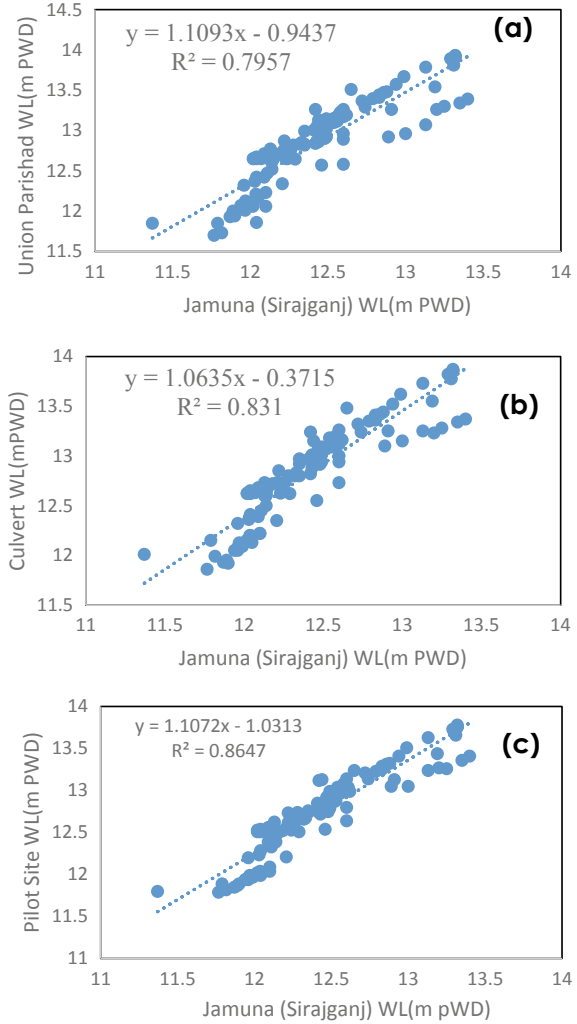 (a)
y = 1.1093x - 0.9437
R² = 0.7957
14.5
14
13.5
13
12.5
12
11.5
Union Parishad WL(m PWD)
11 11.5 12 12.5 13 13.5 14
Jamuna (Sirajganj) WL(m PWD)
(b)
y = 1.0635x - 0.3715
R² = 0.831
14
13.5
13
12.5
12
11.5
Culvert WL(mPWD)
11 11.5 12 12.5 13 13.5 14
Jamuna (Sirajganj) WL(m PWD)
(c)
y = 1.1072x - 1.0313
R² = 0.8647
14
13.5
13
12.5
12
11.5
11
Pilot Site WL(m PWD)
11 11.5 12 12.5 13 13.5 14
Jamuna (Sirajganj) WL(m pWD)